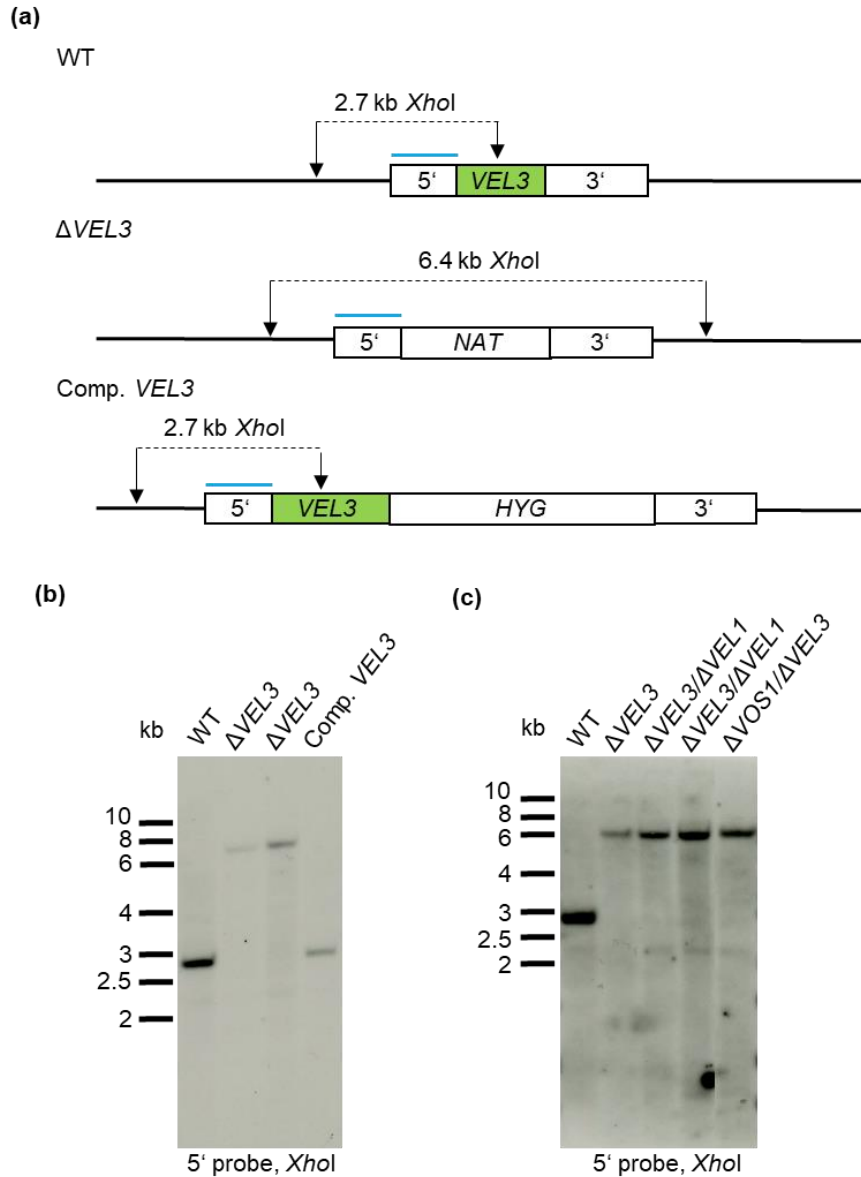 (a)
WT
2.7 kb XhoI
5‘ VEL3 3‘
ΔVEL3
6.4 kb XhoI
5‘ NAT 3‘
Comp. VEL3
2.7 kb XhoI
5‘ VEL3 HYG 3‘
(b)
kb WT ΔVEL3 ΔVEL3 Comp. VEL3
10
8
6
4
3
2.5
2
5‘ probe, XhoI
(c)
kb WT ΔVEL3 ΔVEL3/ΔVEL1 ΔVEL3/ΔVEL1 ΔVOS1/ΔVEL3
10
8
6
4
3
2.5
2
5‘ probe, XhoI